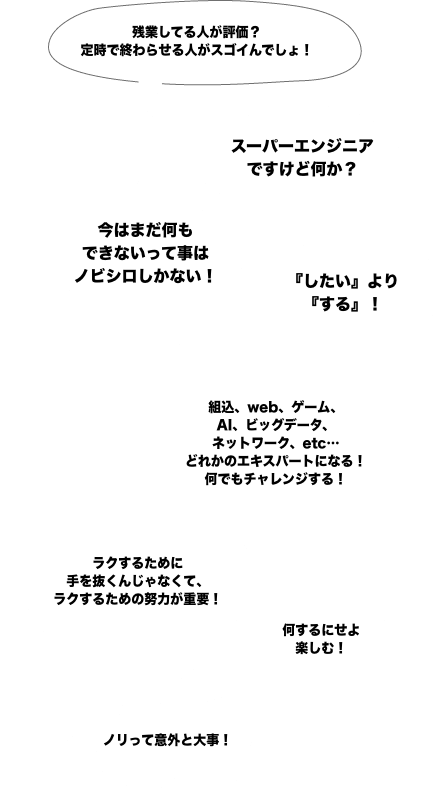 残業してる人が評価？
定時で終わらせる人がスゴイんでしょ！
スーパーエンジニア
ですけど何か？
今はまだ何も
できないって事は
ノビシロしかない！
『したい』より
『する』！
組込、web、ゲーム、
AI、ビッグデータ、
ネットワーク、etc…
どれかのエキスパートになる！
何でもチャレンジする！
ラクするために
手を抜くんじゃなくて、
ラクするための努力が重要！
何するにせよ
楽しむ！
ノリって意外と大事！